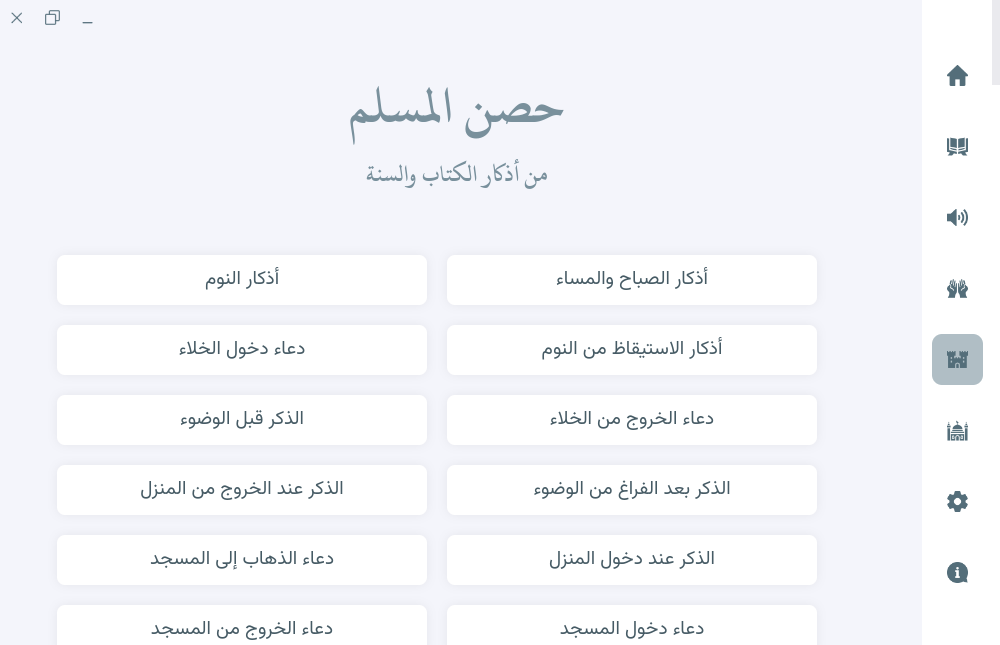 حصن المسلم
من أذكار الكتاب والسنة
أذكار الصباح والمساء
أذكار النوم
أذكار الاستيقاظ من النوم
دعاء دخول الخلاء
دعاء الخروج من الخلاء
الذكر قبل الوضوء
الذكر بعد الفراغ من الوضوء
الذكر عند الخروج من المنزل
الذكر عند دخول المنزل
دعاء الذهاب إلى المسجد
دعاء دخول المسجد
دعاء الخروج من المسجد